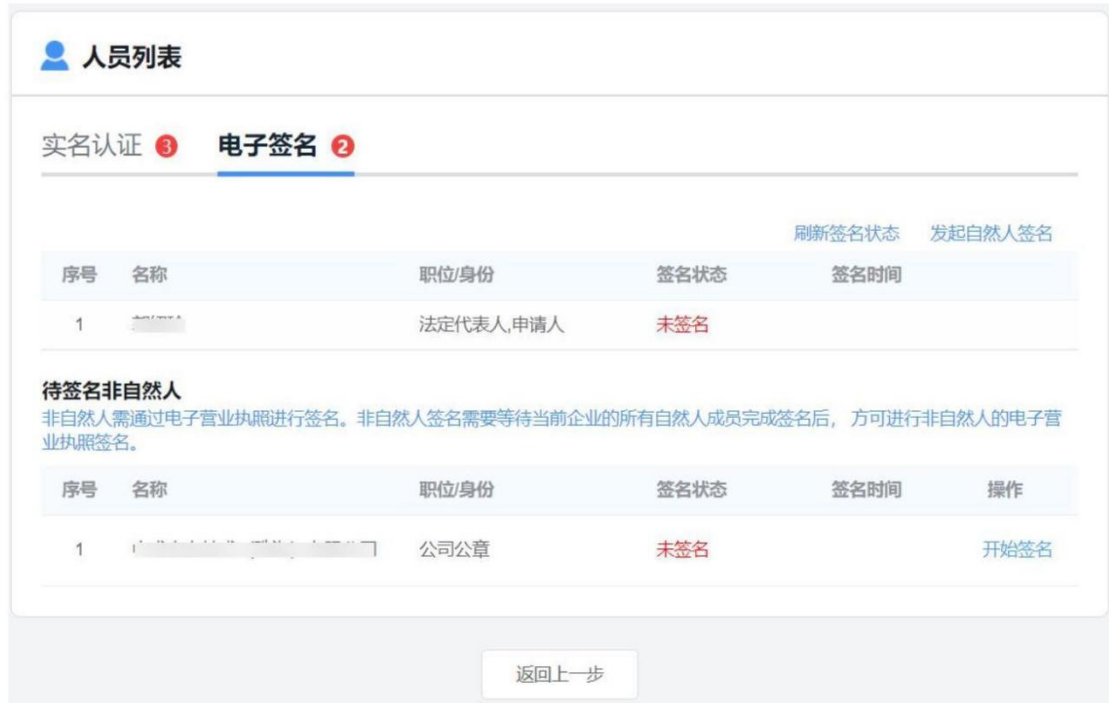 人员列表
实名认证 3 电子签名 2
刷新签名状态 发起自然人签名
序号 名称 职位/身份 签名状态 签名时间
1 法定代表人,申请人 未签名
待签名非自然人
非自然人需通过电子营业执照进行签名。非自然人签名需要等待当前企业的所有自然人成员完成签名后, 方可进行非自然人的电子营
业执照签名。
序号 名称 职位/身份 签名状态 签名时间 操作
1 公司公章 未签名 开始签名
返回上一步